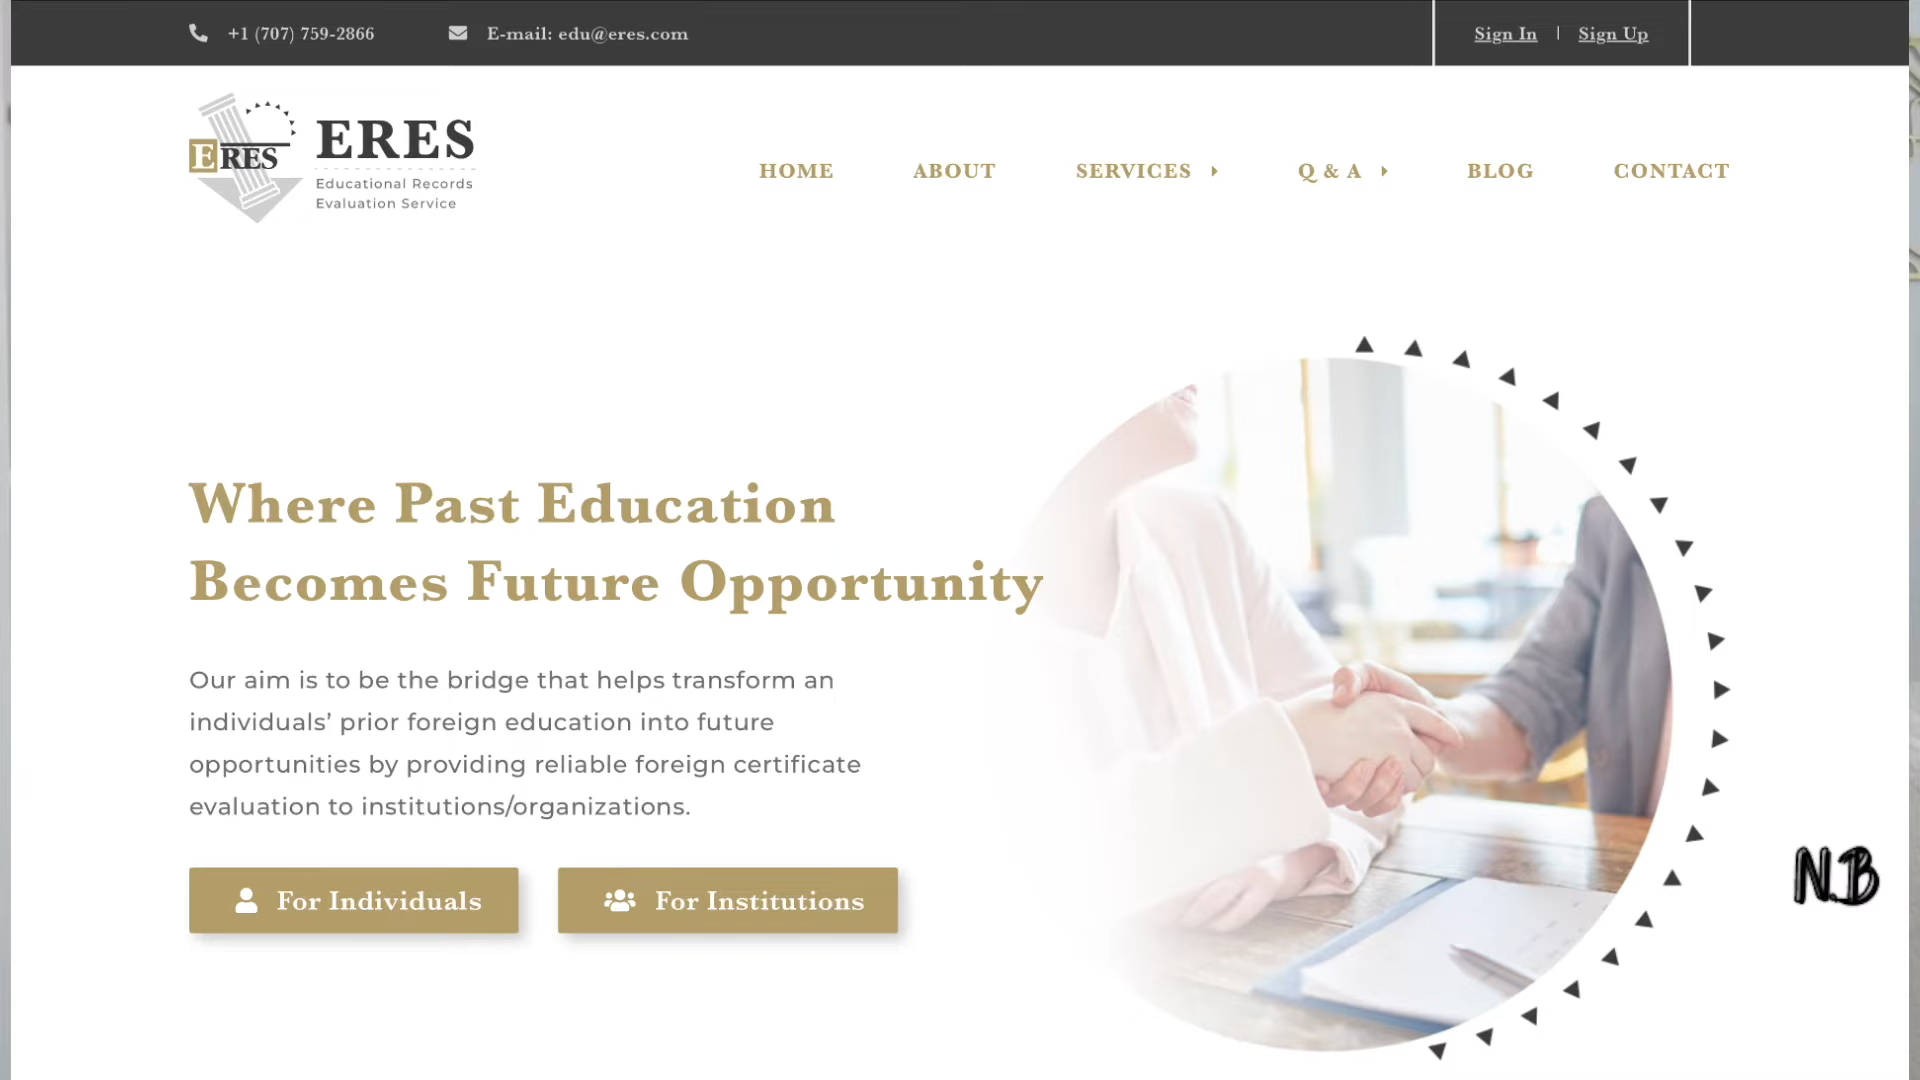 +1 (707) 759-2866
E-mail: edu@eres.com
Sign In | Sign Up
ERES
ERES
Educational Records
Evaluation Service
HOME
ABOUT
SERVICES
Q & A
BLOG
CONTACT
Where Past Education
Becomes Future Opportunity
Our aim is to be the bridge that helps transform an
individuals’ prior foreign education into future
opportunities by providing reliable foreign certificate
evaluation to institutions/organizations.
For Individuals
For Institutions
N.B